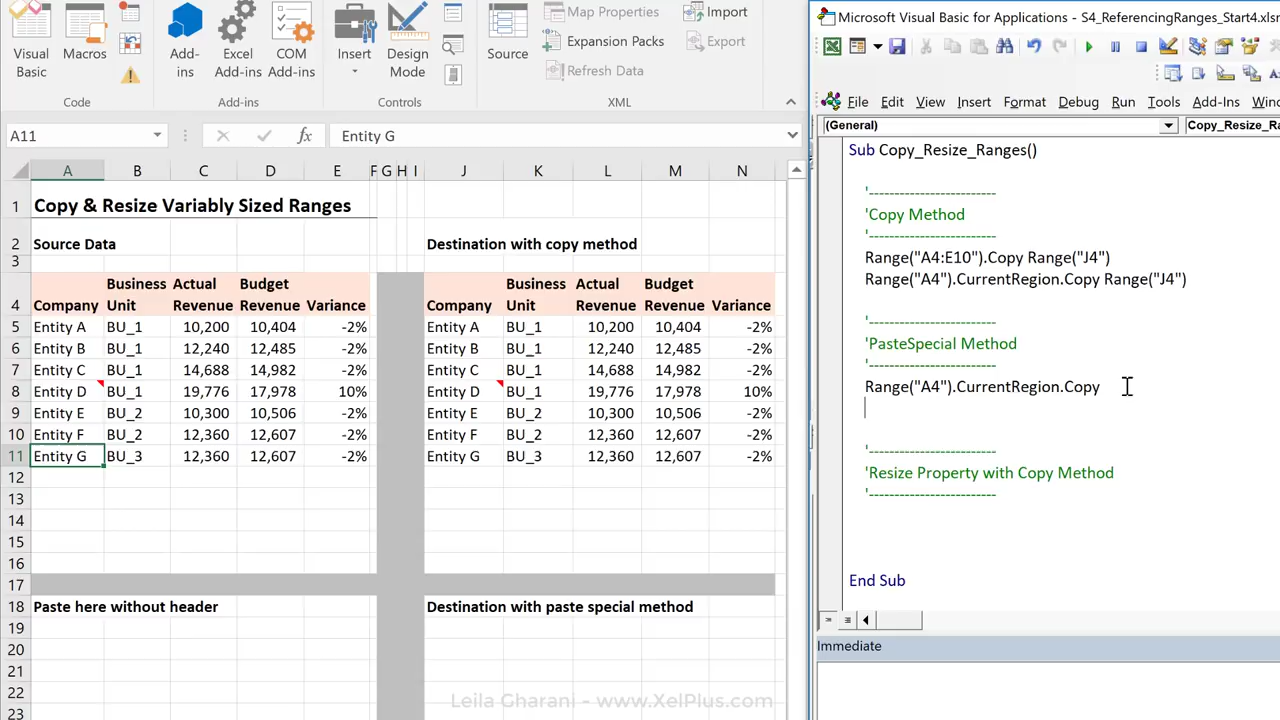 Microsoft Visual Basic for Applications - S4_ReferencingRanges_Start4.xlsm
Visual Basic
Macros
Add-ins
Excel Add-ins
COM Add-ins
Insert
Design Mode
Source
Map Properties
Expansion Packs
Refresh Data
Import
Export
Code
Add-ins
Controls
XML
File Edit View Insert Format Debug Run Tools Add-Ins
A11
fx
Entity G
(General)
Copy_Resize_Ra
A B C D E F G H I J K L M N
1 Copy & Resize Variably Sized Ranges
2 Source Data Destination with copy method
3
4 Company Business Unit Actual Revenue Budget Revenue Variance Company Business Unit Actual Revenue Budget Revenue Variance
5 Entity A BU_1 10,200 10,404 -2% Entity A BU_1 10,200 10,404 -2%
6 Entity B BU_1 12,240 12,485 -2% Entity B BU_1 12,240 12,485 -2%
7 Entity C BU_1 14,688 14,982 -2% Entity C BU_1 14,688 14,982 -2%
8 Entity D BU_1 19,776 17,978 10% Entity D BU_1 19,776 17,978 10%
9 Entity E BU_2 10,300 10,506 -2% Entity E BU_2 10,300 10,506 -2%
10 Entity F BU_2 12,360 12,607 -2% Entity F BU_2 12,360 12,607 -2%
11 Entity G BU_3 12,360 12,607 -2% Entity G BU_3 12,360 12,607 -2%
12
13
14
15
16
17
18 Paste here without header Destination with paste special method
19
20
21
22
23
Leila Gharani - www.XelPlus.com
Sub Copy_Resize_Ranges()
'-------------------------
'Copy Method
'-------------------------
Range("A4:E10").Copy Range("J4")
Range("A4").CurrentRegion.Copy Range("J4")
'-------------------------
'PasteSpecial Method
'-------------------------
Range("A4").CurrentRegion.Copy
'-------------------------
'Resize Property with Copy Method
'-------------------------
End Sub
Immediate